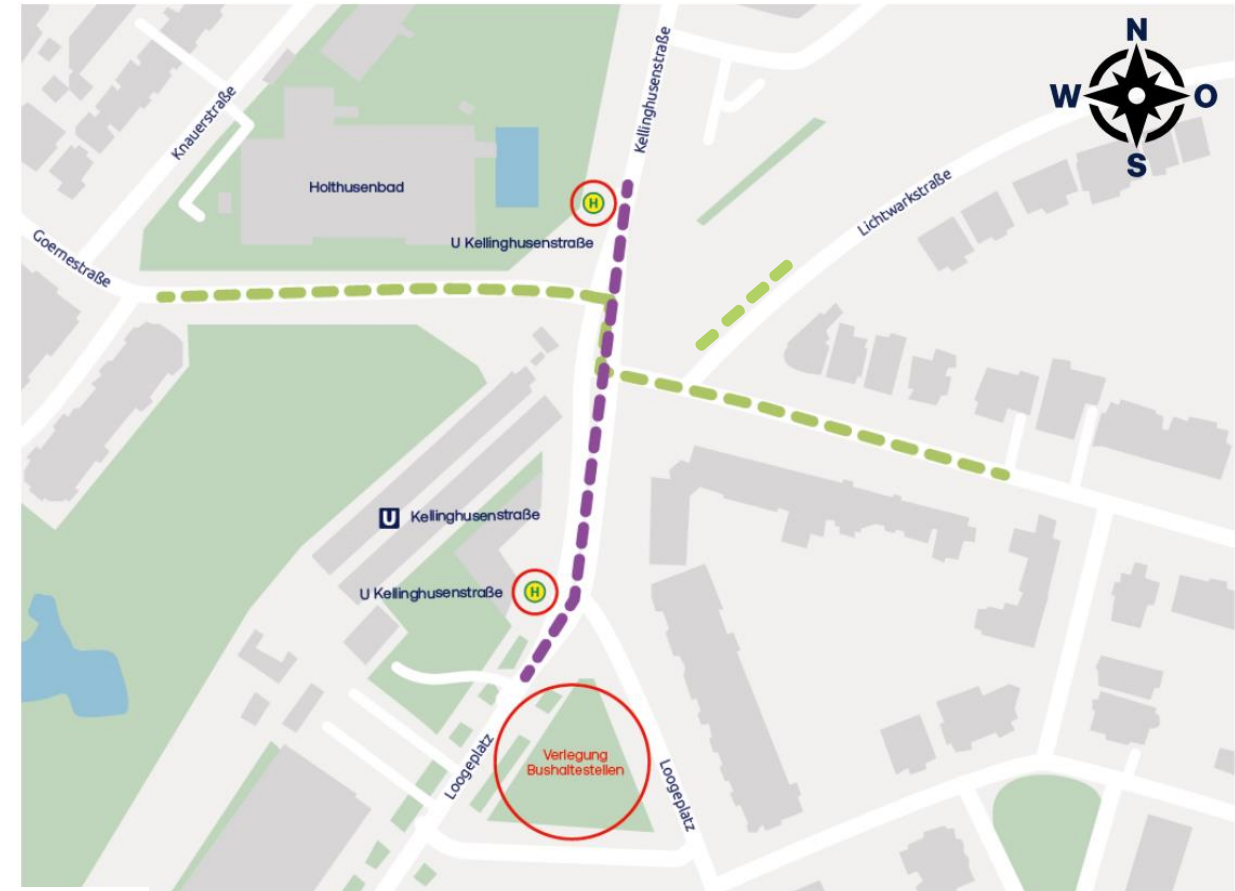 N
W
O
S
Kellinghusenstraße
Knauerstraße
Holthusenbad
Lichtwarkstraße
H
U Kellinghusenstraße
Goernestraße
U Kellinghusenstraße
U Kellinghusenstraße
H
Verlegung
Bushaltestellen
Loogeplatz
Loogeplatz